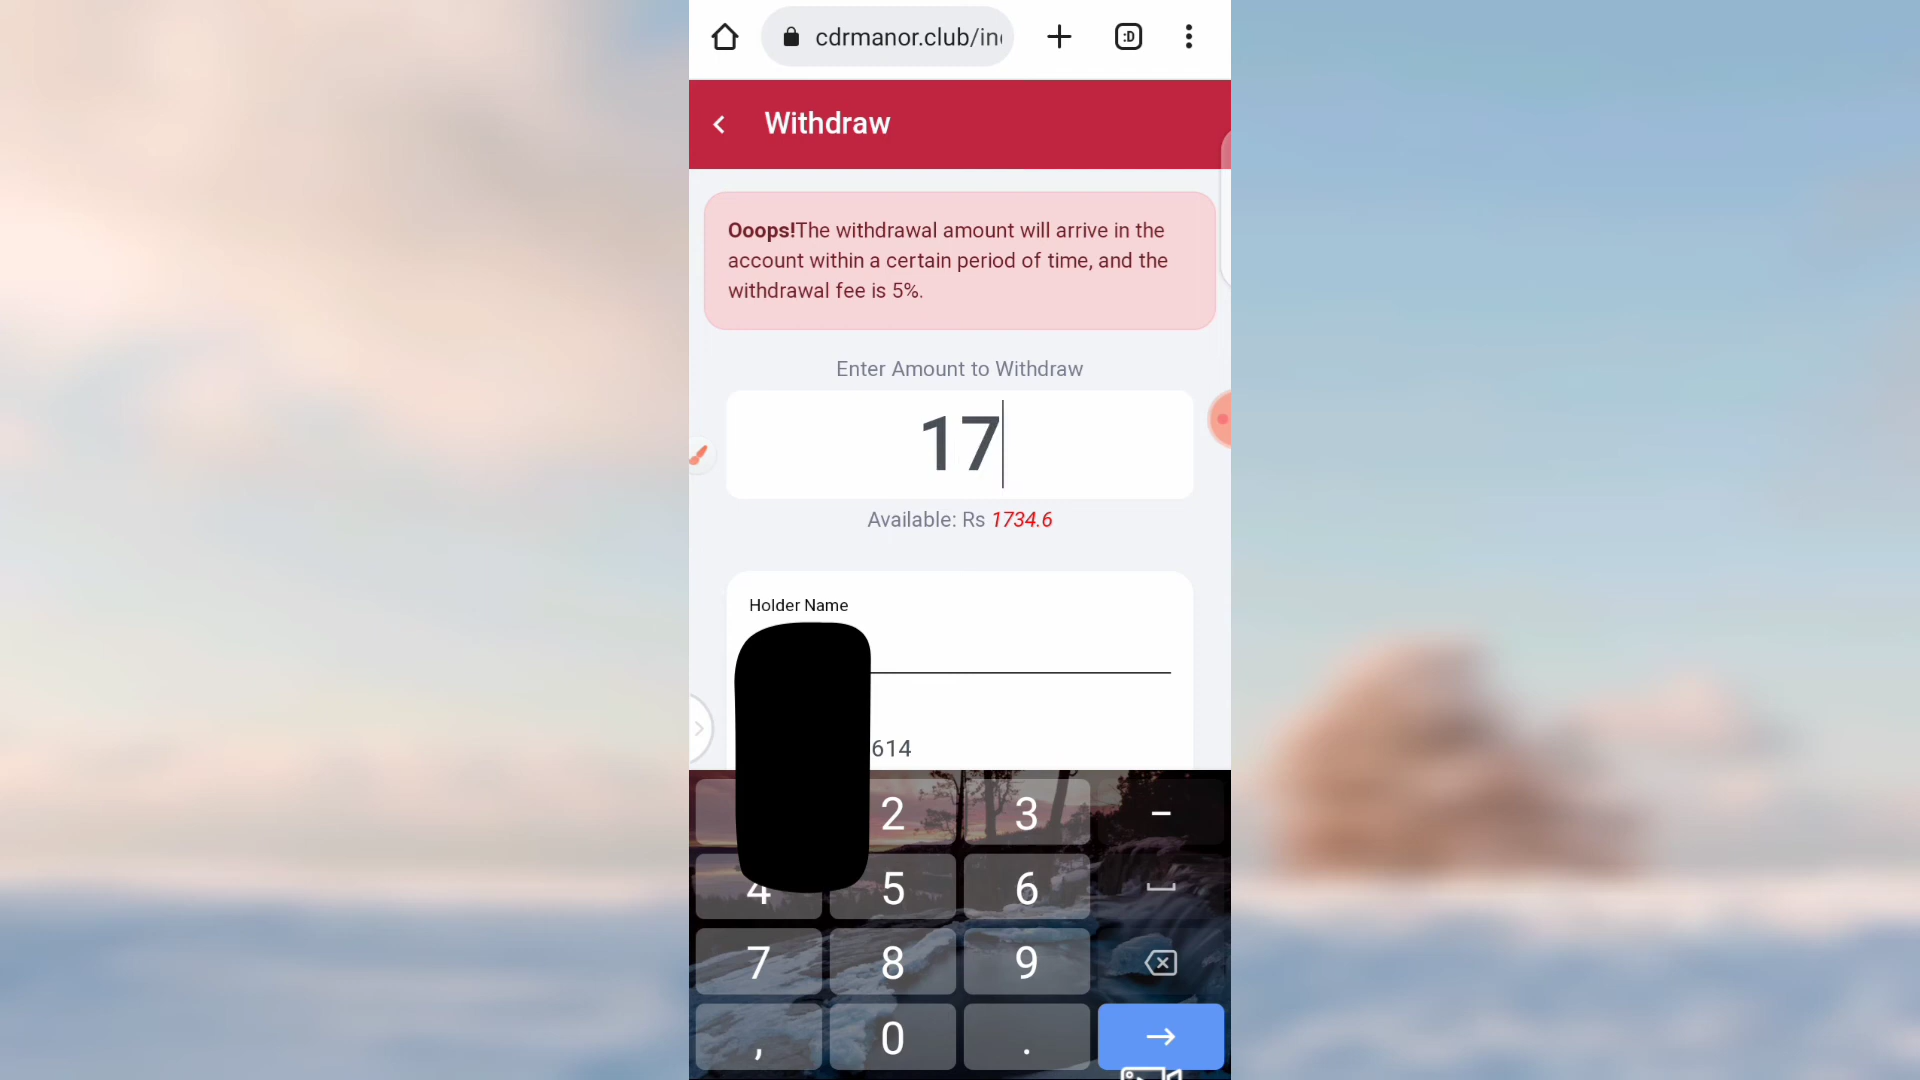 cdrmanor.club/in
Withdraw
Ooops!The withdrawal amount will arrive in the
account within a certain period of time, and the
withdrawal fee is 5%.
Enter Amount to Withdraw
17
Available: Rs 1734.6
Holder Name
614
2 3 –
4 5 6
7 8 9
, 0 .